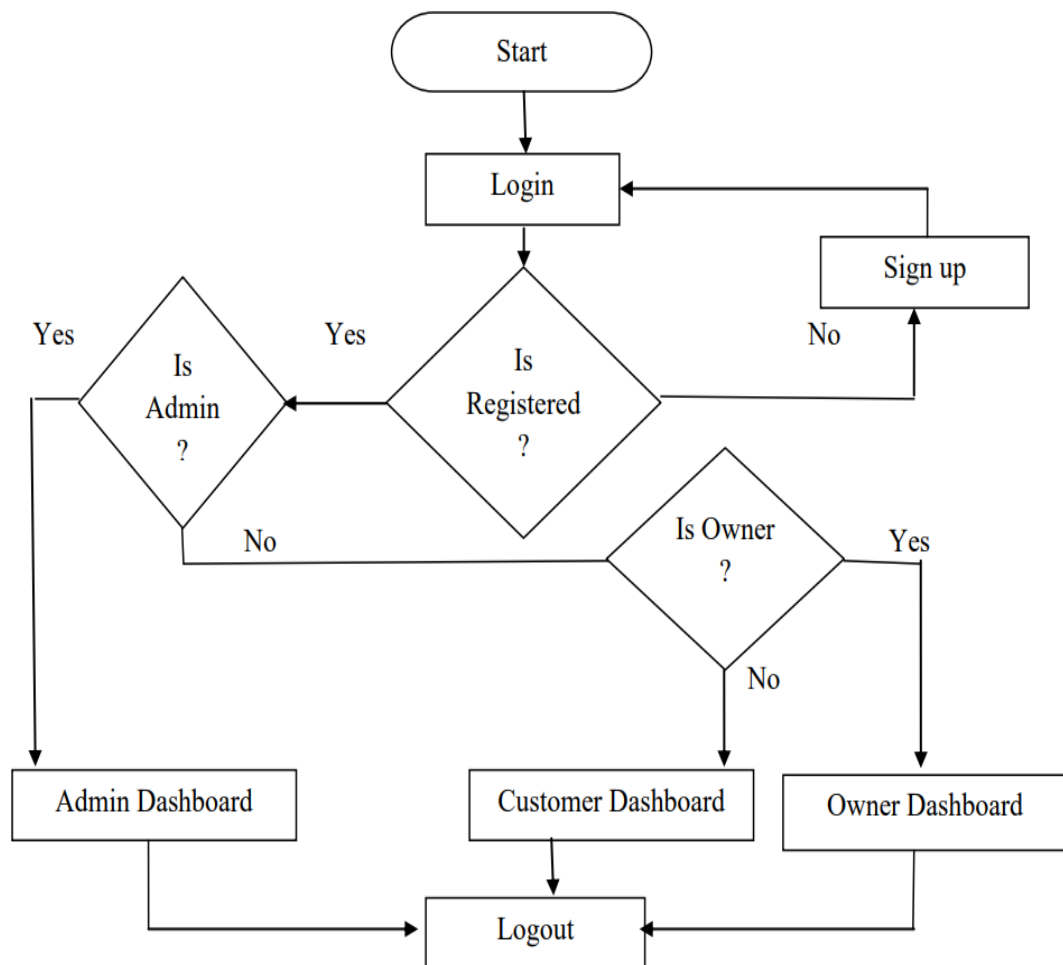 Start
Login
Sign up
Yes
Yes
No
Is
Admin
?
Is
Registered
?
No
Is Owner
?
Yes
No
Admin Dashboard
Customer Dashboard
Owner Dashboard
Logout